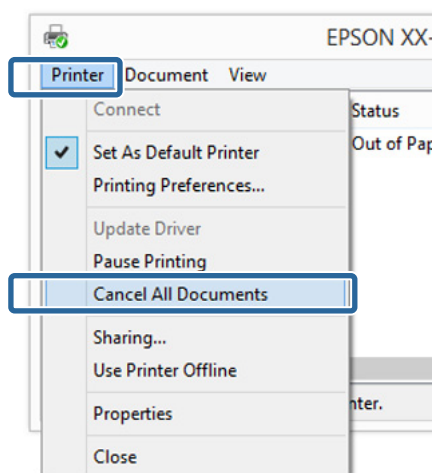 EPSON XX-
Printer Document View
Connect
Status
Set As Default Printer
Out of Pap
Printing Preferences...
Update Driver
Pause Printing
Cancel All Documents
Sharing...
Use Printer Offline
Properties
nter.
Close